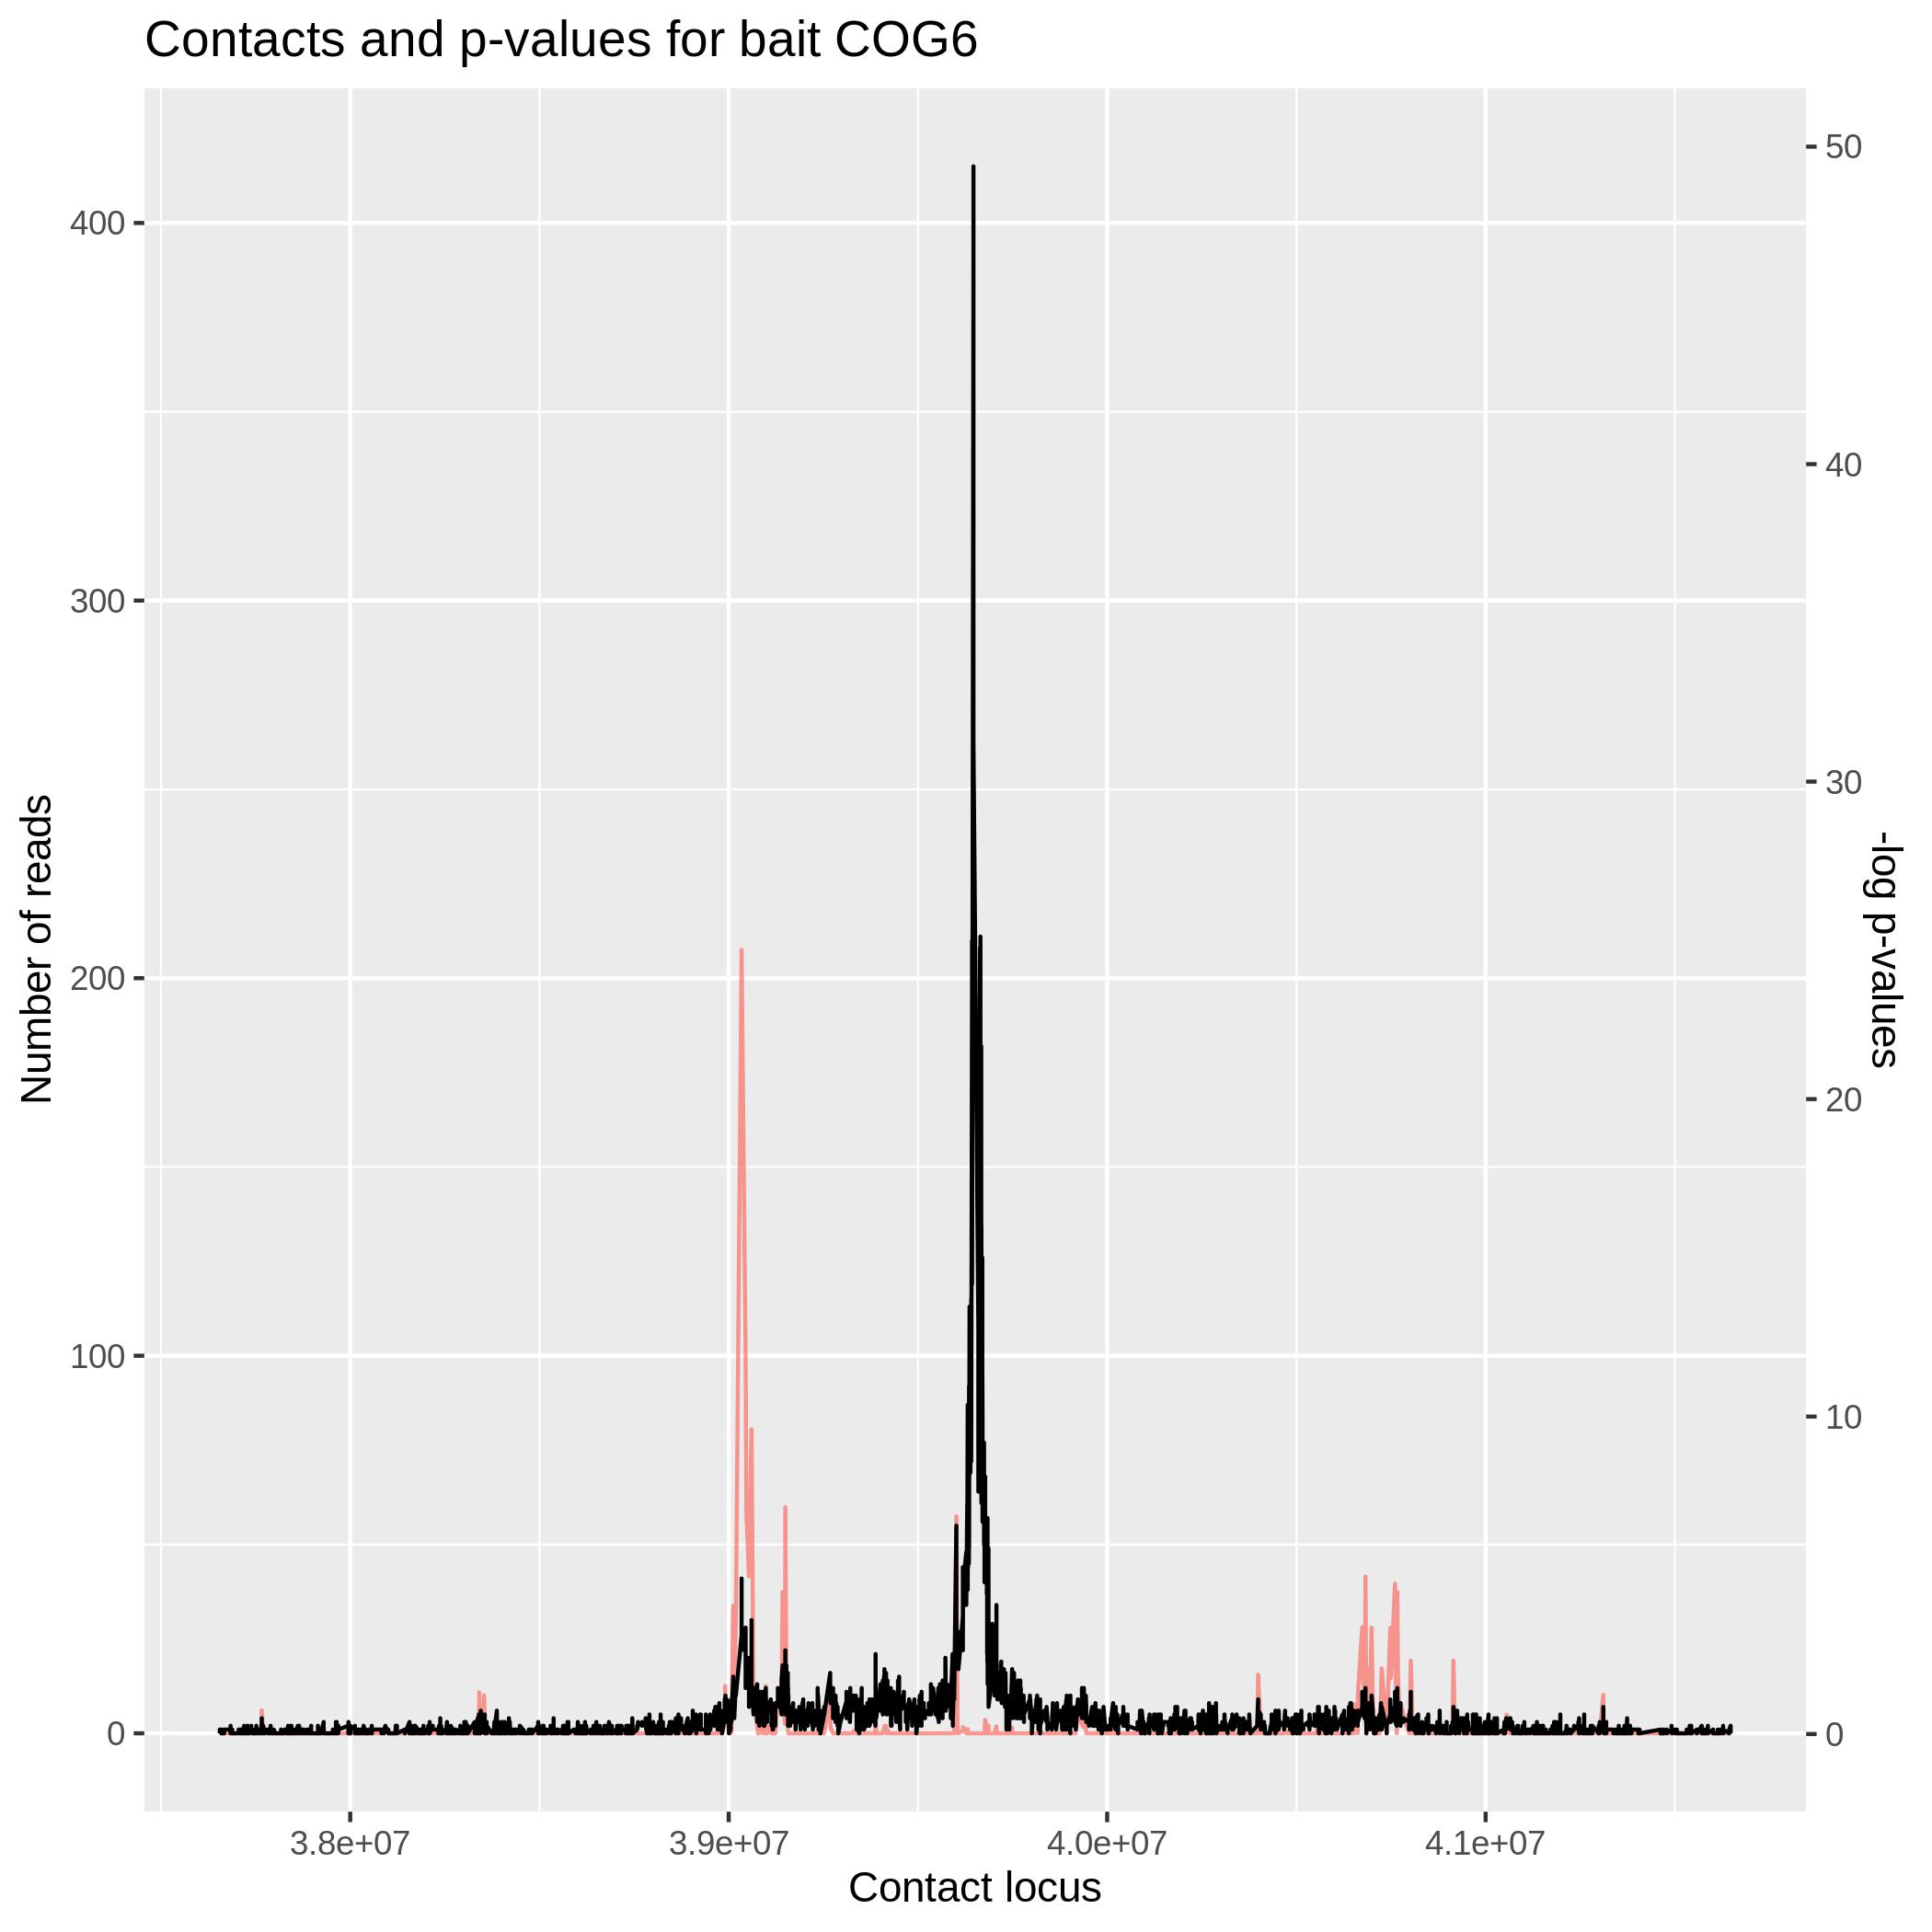 Contacts and p-values for bait COG6
Number of reads
400
300
200
100
0
50
40
30
20
10
0
-log p-values
3.8e+07
3.9e+07
4.0e+07
4.1e+07
Contact locus